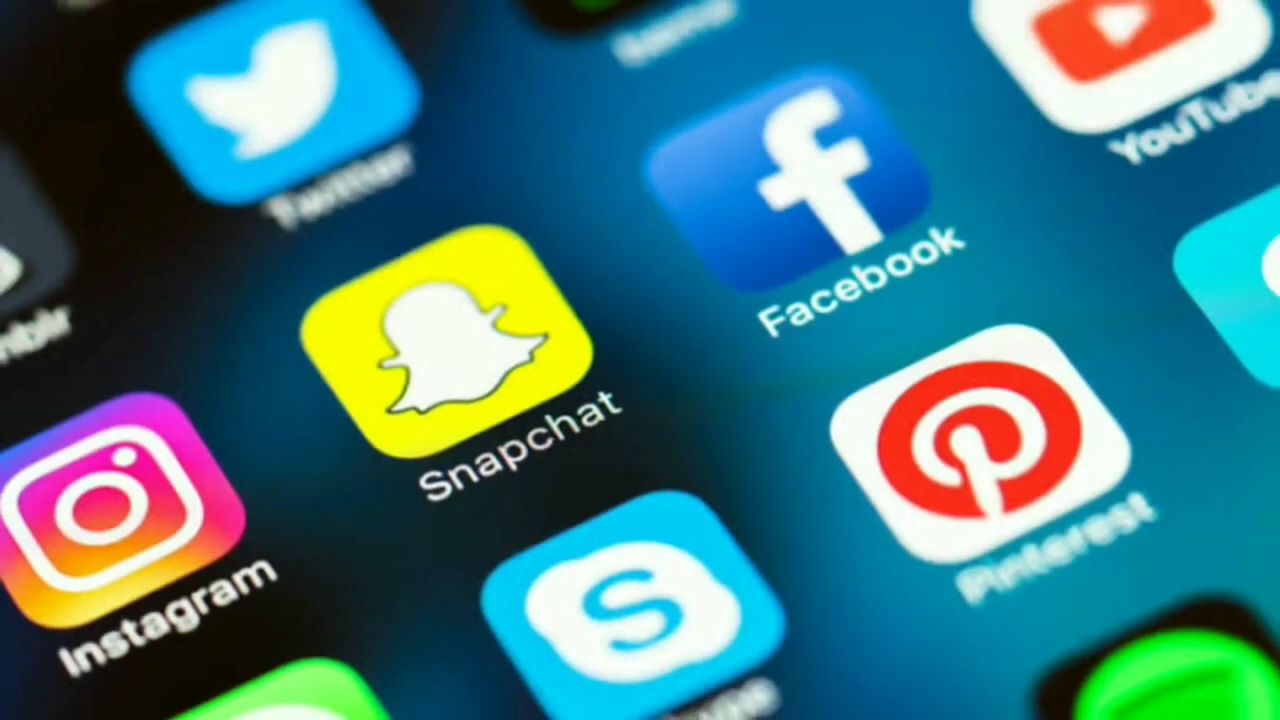 Twitter
YouTube
Facebook
Snapchat
Pinterest
Instagram